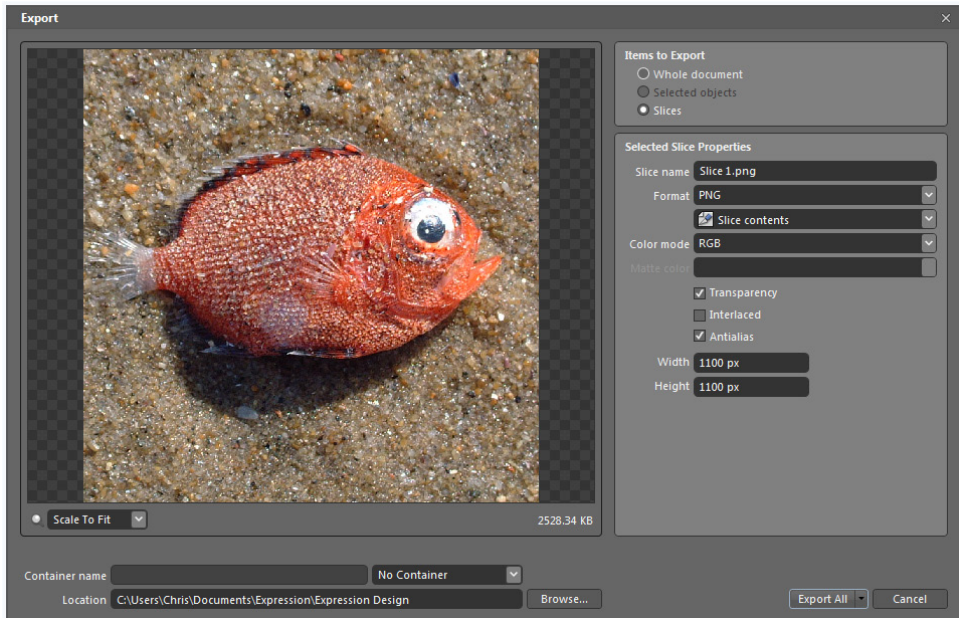 Export
Items to Export
Whole document
Selected objects
Slices
Selected Slice Properties
Slice name Slice 1.png
Format PNG
Slice contents
Color mode RGB
Matte color
Transparency
Interlaced
Antialias
Width 1100 px
Height 1100 px
Scale To Fit 2528.34 KB
Container name No Container
Location C:\Users\Chris\Documents\Expression\Expression Design Browse... Export All Cancel